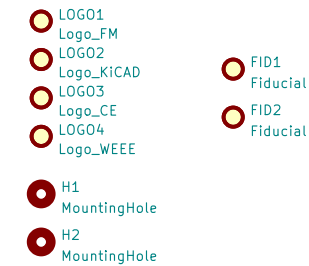 LOGO1
Logo_FM
LOGO2
Logo_KiCAD
LOGO3
Logo_CE
LOGO4
Logo_WEEE
H1
MountingHole
H2
MountingHole
FID1
Fiducial
FID2
Fiducial